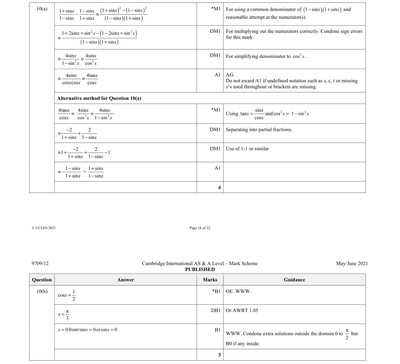 10(a)
(1+sinx)/(1−sinx) − (1−sinx)/(1+sinx) = ((1+sinx)² − (1−sinx)²)/((1−sinx)(1+sinx))
*M1
For using a common denominator of (1−sinx)(1+sinx) and reasonable attempt at the numerator(s).
≡ (1+2sinx+sin²x−(1−2sinx+sin²x))/((1−sinx)(1+sinx))
DM1
For multiplying out the numerators correctly. Condone sign errors for this mark.
≡ 4sinx/(1−sin²x) ≡ 4sinx/cos²x
DM1
For simplifying denominator to cos²x.
≡ 4sinx/(cosxcosx) ≡ 4tanx/cosx
A1
AG.
Do not award A1 if undefined notation such as s, c, t or missing
x's used throughout or brackets are missing.
Alternative method for Question 10(a)
4tanx/cosx ≡ 4sinx/cos²x ≡ 4sinx/(1−sin²x)
*M1
Using tanx = sinx/cosx and cos²x = 1−sin²x
≡ −2/(1+sinx) + 2/(1−sinx)
DM1
Separating into partial fractions.
≡ 1+ −2/(1+sinx) + 2/(1−sinx) −1
DM1
Use of 1-1 or similar
≡ − (1−sinx)/(1+sinx) + (1+sinx)/(1−sinx)
A1
4
© UCLES 2021
Page 16 of 22
9709/12
Cambridge International AS & A Level – Mark Scheme
PUBLISHED
May/June 2021
Question
Answer
Marks
Guidance
10(b)
cosx = 1/2
*B1
OE. WWW.
x = π/3
DB1
Or AWRT 1.05
x = 0 from tanx = 0 or sinx = 0
B1
WWW. Condone extra solutions outside the domain 0 to π/2 but
B0 if any inside.
3